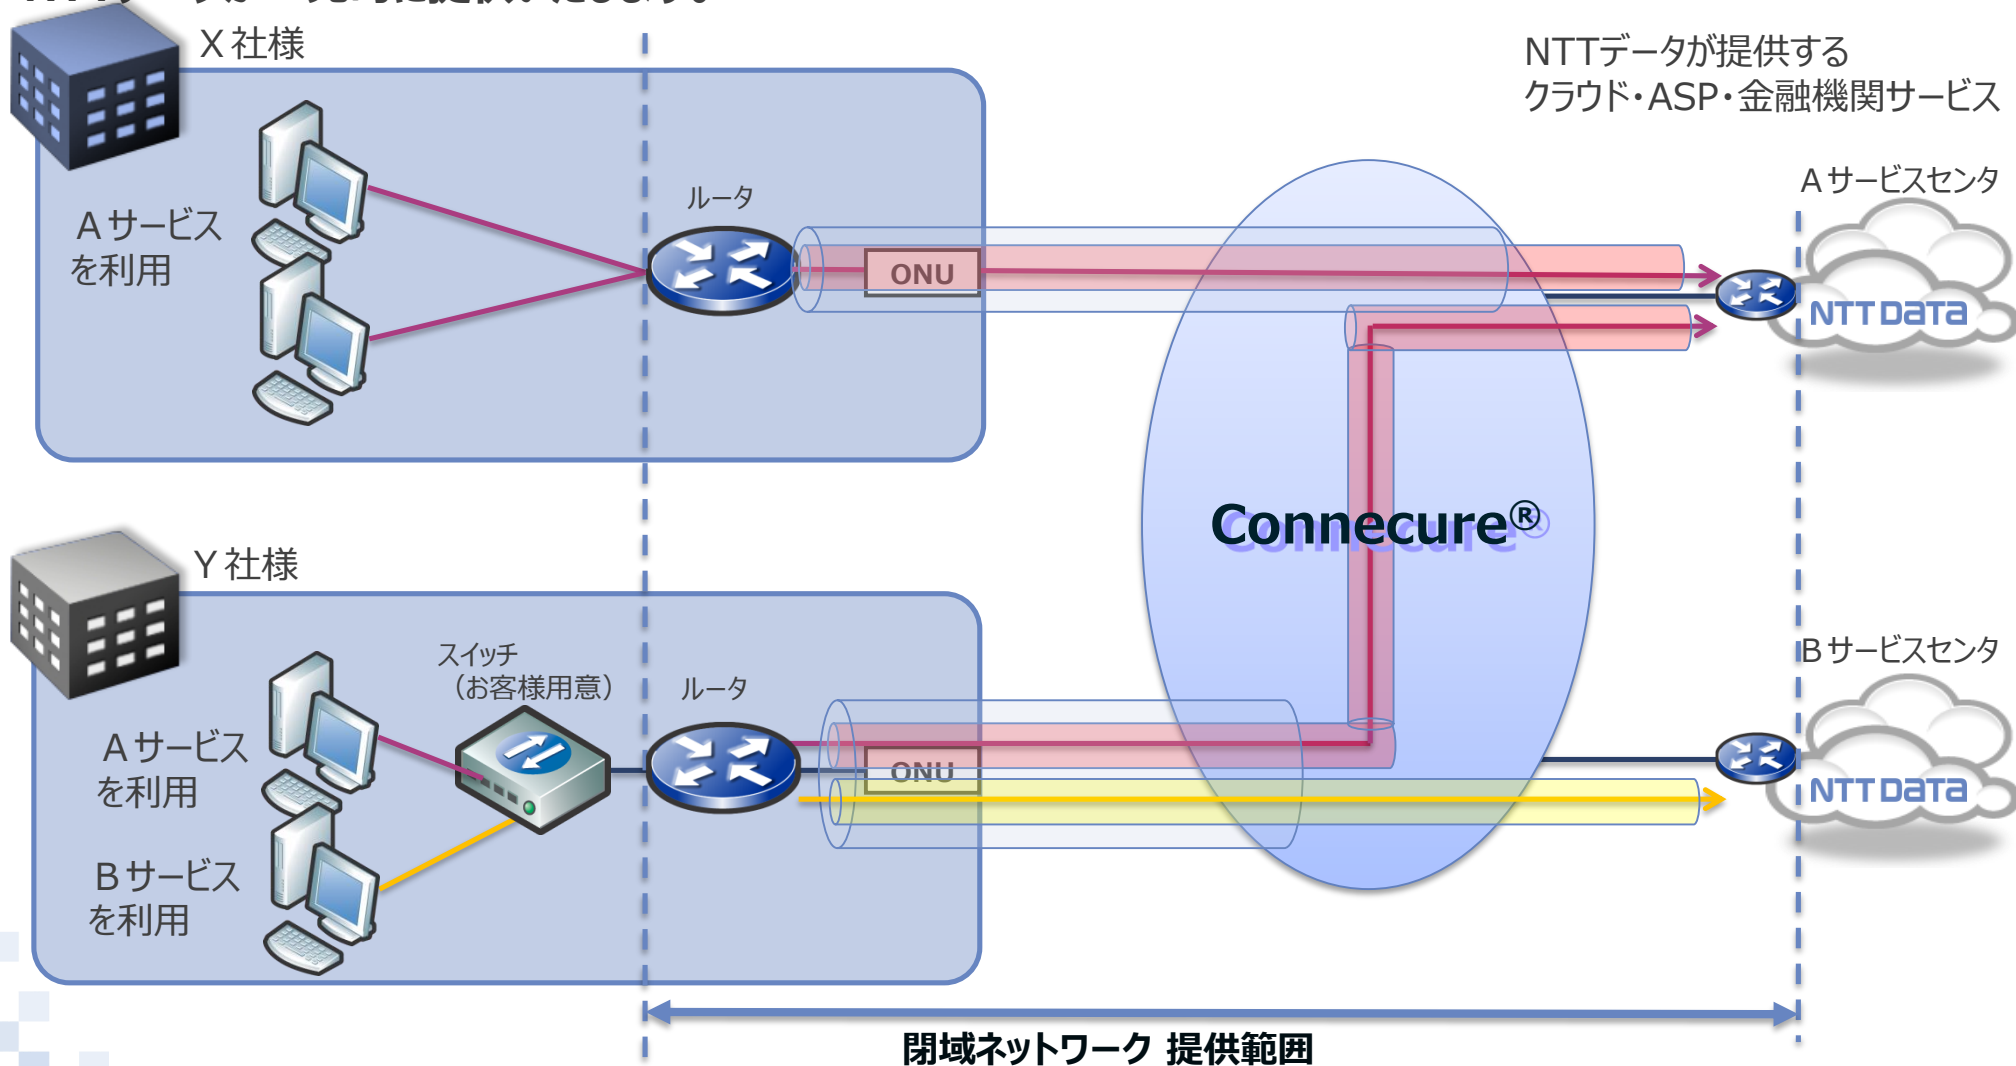 X社様
NTTデータが提供する
クラウド・ASP・金融機関サービス
Aサービスセンタ
ルータ
Aサービス
を利用
ONU
NTT DATA
Connecure®
Y社様
スイッチ
（お客様用意）
ルータ
Bサービスセンタ
Aサービス
を利用
ONU
NTT DATA
Bサービス
を利用
閉域ネットワーク 提供範囲